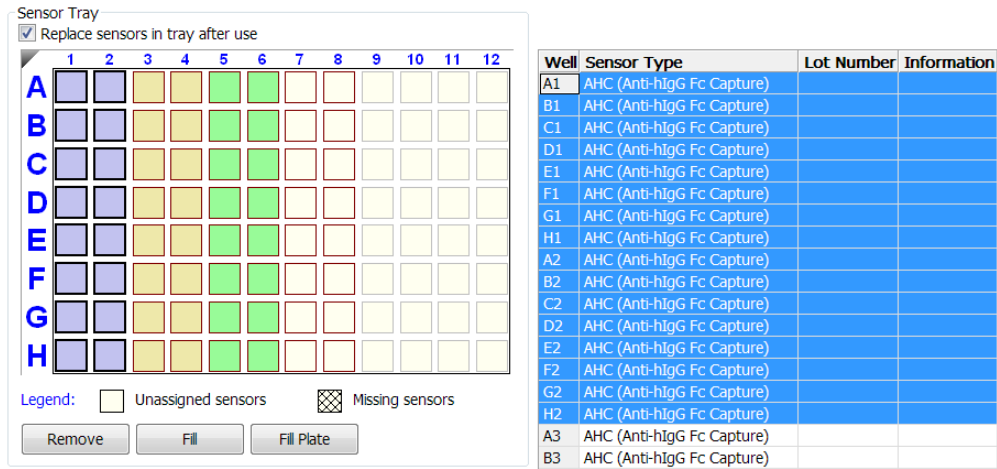 Sensor Tray
Replace sensors in tray after use
1 2 3 4 5 6 7 8 9 10 11 12
A
B
C
D
E
F
G
H
Legend: Unassigned sensors Missing sensors
Remove Fill Fill Plate
Well Sensor Type Lot Number Information
A1 AHC (Anti-hIgG Fc Capture)
B1 AHC (Anti-hIgG Fc Capture)
C1 AHC (Anti-hIgG Fc Capture)
D1 AHC (Anti-hIgG Fc Capture)
E1 AHC (Anti-hIgG Fc Capture)
F1 AHC (Anti-hIgG Fc Capture)
G1 AHC (Anti-hIgG Fc Capture)
H1 AHC (Anti-hIgG Fc Capture)
A2 AHC (Anti-hIgG Fc Capture)
B2 AHC (Anti-hIgG Fc Capture)
C2 AHC (Anti-hIgG Fc Capture)
D2 AHC (Anti-hIgG Fc Capture)
E2 AHC (Anti-hIgG Fc Capture)
F2 AHC (Anti-hIgG Fc Capture)
G2 AHC (Anti-hIgG Fc Capture)
H2 AHC (Anti-hIgG Fc Capture)
A3 AHC (Anti-hIgG Fc Capture)
B3 AHC (Anti-hIgG Fc Capture)